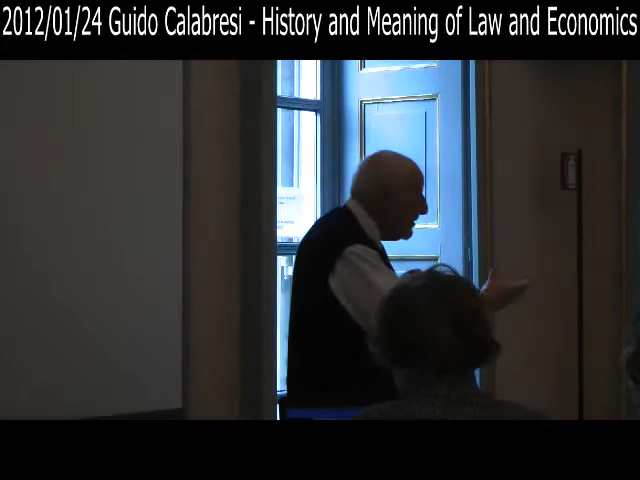 2012/01/24 Guido Calabresi - History and Meaning of Law and Economics